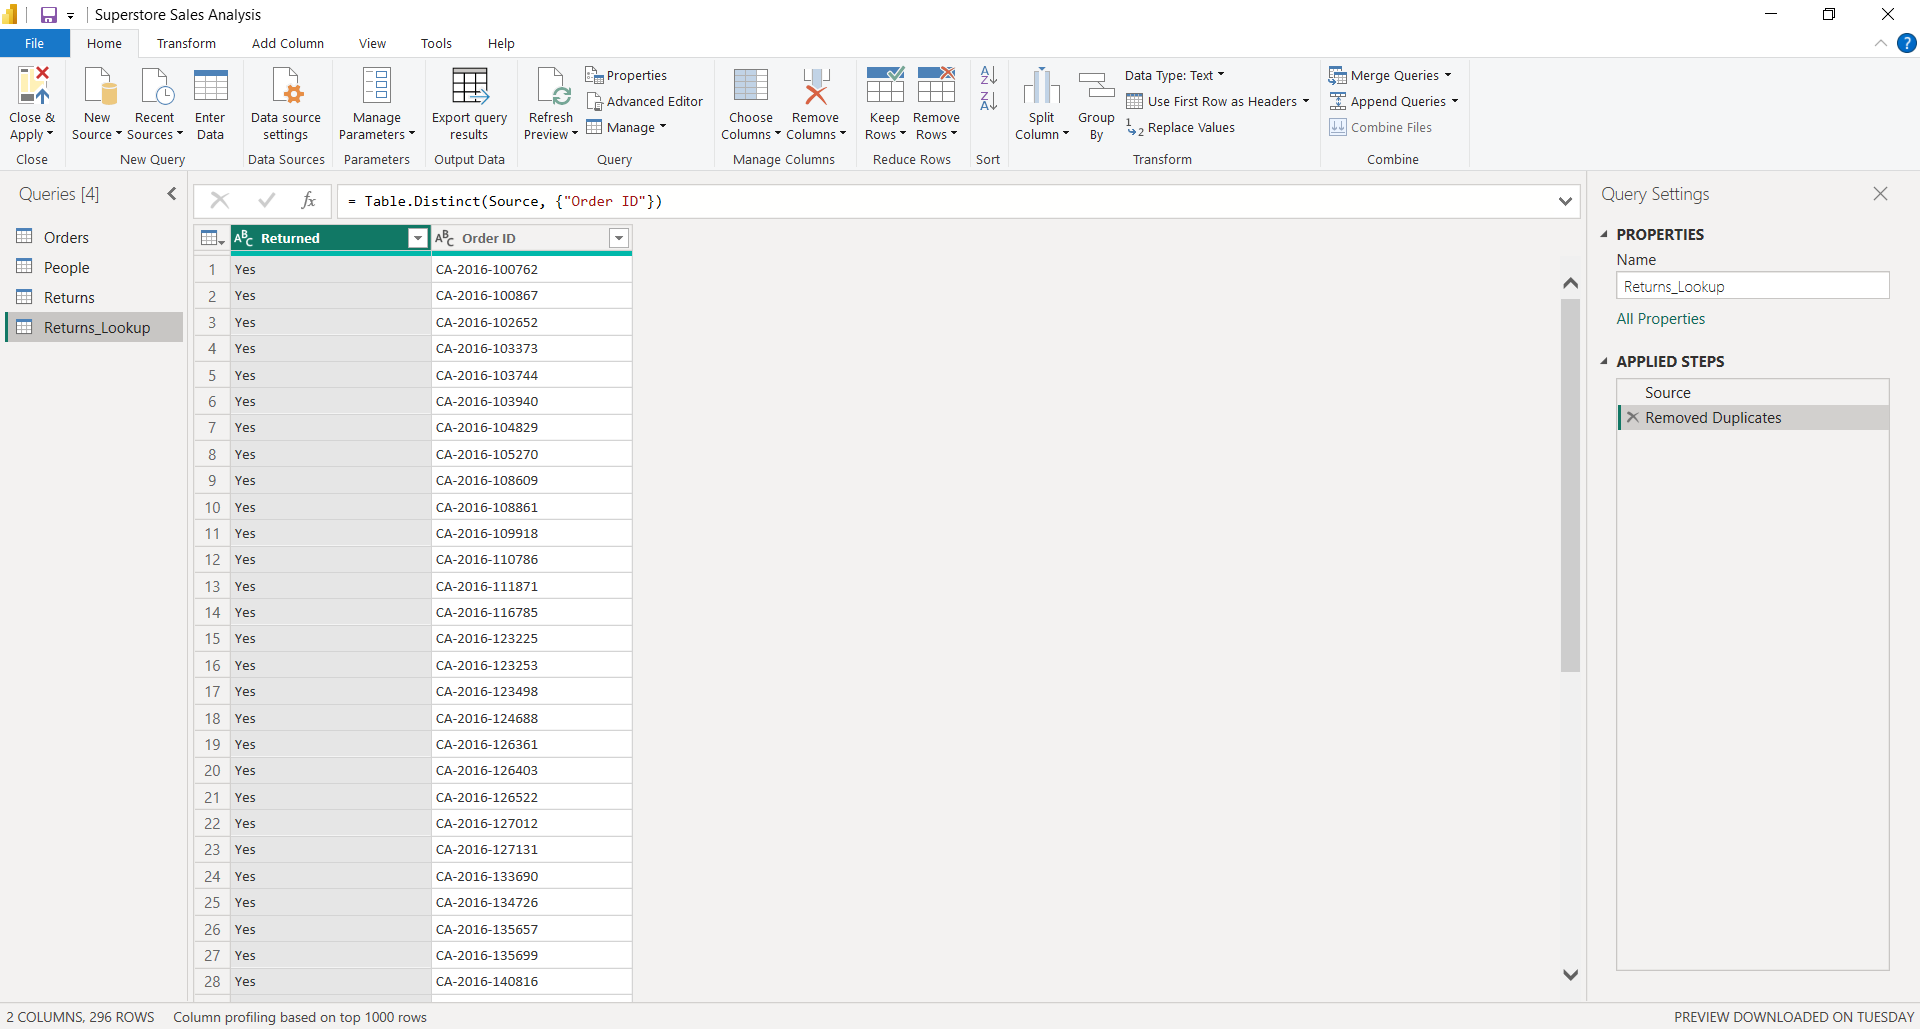 Superstore Sales Analysis
File Home Transform Add Column View Tools Help
Close & Apply
New Source
Recent Sources
Enter Data
Data source settings
Manage Parameters
Export query results
Refresh Preview
Properties
Advanced Editor
Manage
Choose Columns
Remove Columns
Keep Rows
Remove Rows
Split Column
Group By
Data Type: Text
Use First Row as Headers
Replace Values
Merge Queries
Append Queries
Combine Files
Close New Query Data Sources Parameters Output Data Query Manage Columns Reduce Rows Sort Transform Combine
Queries [4]
Orders
People
Returns
Returns_Lookup
fx = Table.Distinct(Source, {"Order ID"})
Returned Order ID
1 Yes CA-2016-100762
2 Yes CA-2016-100867
3 Yes CA-2016-102652
4 Yes CA-2016-103373
5 Yes CA-2016-103744
6 Yes CA-2016-103940
7 Yes CA-2016-104829
8 Yes CA-2016-105270
9 Yes CA-2016-108609
10 Yes CA-2016-108861
11 Yes CA-2016-109918
12 Yes CA-2016-110786
13 Yes CA-2016-111871
14 Yes CA-2016-116785
15 Yes CA-2016-123225
16 Yes CA-2016-123253
17 Yes CA-2016-123498
18 Yes CA-2016-124688
19 Yes CA-2016-126361
20 Yes CA-2016-126403
21 Yes CA-2016-126522
22 Yes CA-2016-127012
23 Yes CA-2016-127131
24 Yes CA-2016-133690
25 Yes CA-2016-134726
26 Yes CA-2016-135657
27 Yes CA-2016-135699
28 Yes CA-2016-140816
Query Settings
PROPERTIES
Name
Returns_Lookup
All Properties
APPLIED STEPS
Source
Removed Duplicates
2 COLUMNS, 296 ROWS Column profiling based on top 1000 rows PREVIEW DOWNLOADED ON TUESDAY